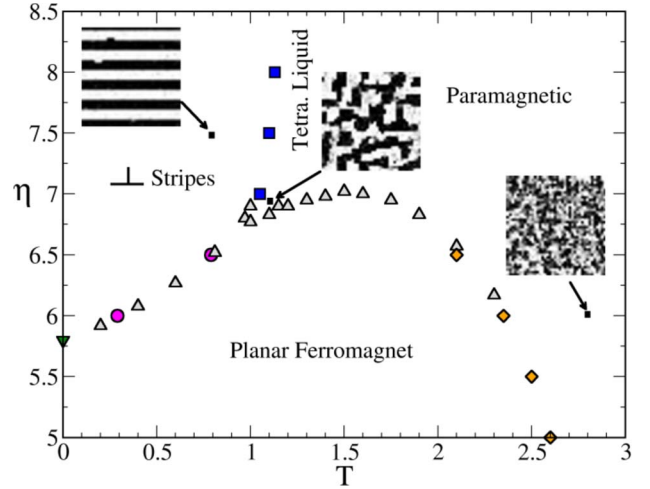 8.5
8
7.5
7
6.5
6
5.5
5
η
Tetra. Liquid
Paramagnetic
⊥ Stripes
Planar Ferromagnet
0 0.5 1 1.5 2 2.5 3
T